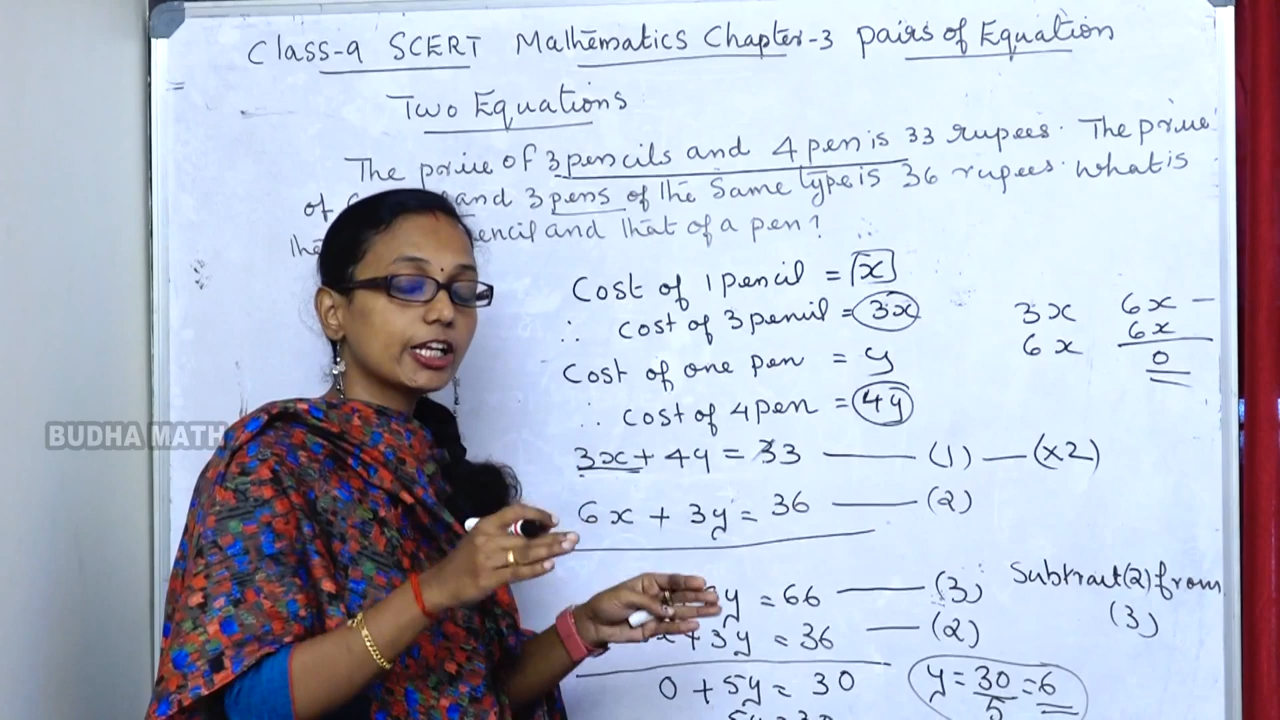 Class-9 SCERT Mathematics Chapter-3 pairs of Equation
Two Equations
The price of 3 pencils and 4 pen is 33 rupees. The price
of and 3 pens of the same type is 36 rupees. what is
pencil and that of a pen?
Cost of 1 pencil = x
∴ cost of 3 pencil = 3x
Cost of one pen = y
∴ cost of 4 pen = 4y
3x + 4y = 33 (1) (×2)
6x + 3y = 36 (2)
y = 66 (3)
+ 3y = 36 (2)
0 + 5y = 30
3x
6x
6x −
6x
0
Subtract (2) from
(3)
y = 30/5 = 6
BUDHA MATH